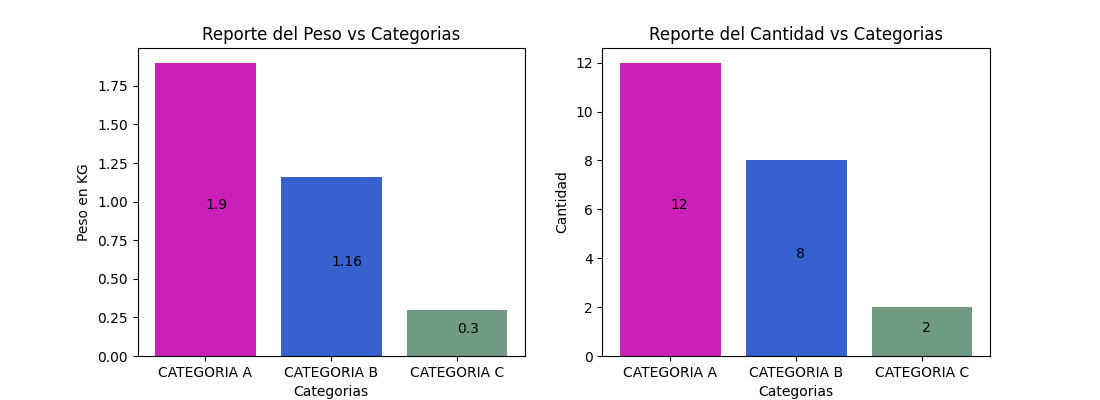 Reporte del Peso vs Categorias
Peso en KG
1.75
1.50
1.25
1.00
0.75
0.50
0.25
0.00
1.9
1.16
0.3
CATEGORIA A CATEGORIA B CATEGORIA C
Categorias
Reporte del Cantidad vs Categorias
Cantidad
12
10
8
6
4
2
0
12
8
2
CATEGORIA A CATEGORIA B CATEGORIA C
Categorias